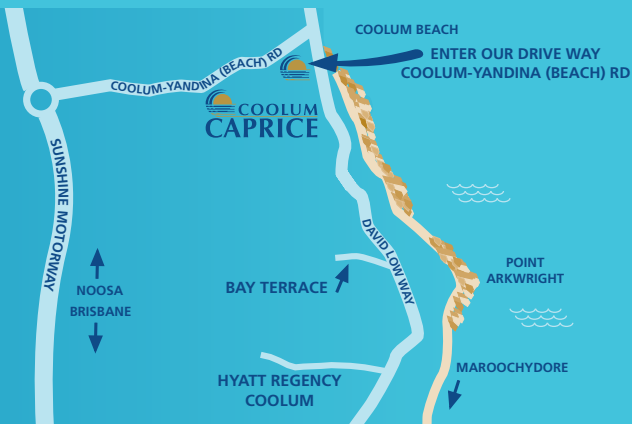 COOLUM BEACH
ENTER OUR DRIVE WAY
COOLUM-YANDINA (BEACH) RD
COOLUM-YANDINA (BEACH) RD
COOLUM
CAPRICE
SUNSHINE MOTORWAY
DAVID LOW WAY
POINT
ARKWRIGHT
BAY TERRACE
NOOSA
BRISBANE
MAROOCHYDORE
HYATT REGENCY
COOLUM